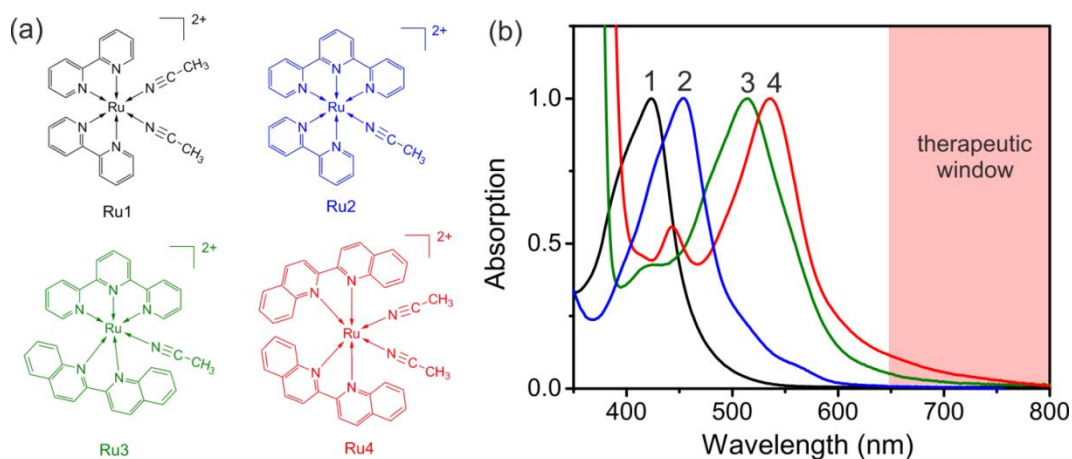 (a)
2+
N≡C-CH3
N N
Ru
N N
N≡C-CH3
Ru1
2+
N N N
Ru
N N
N≡C-CH3
Ru2
2+
N N N
Ru
N≡C-CH3
N N
Ru3
2+
N N
N≡C-CH3
Ru
N≡C-CH3
N N
Ru4
(b)
1 2 3 4
therapeutic
window
1.0
0.5
0.0
Absorption
400 500 600 700 800
Wavelength (nm)